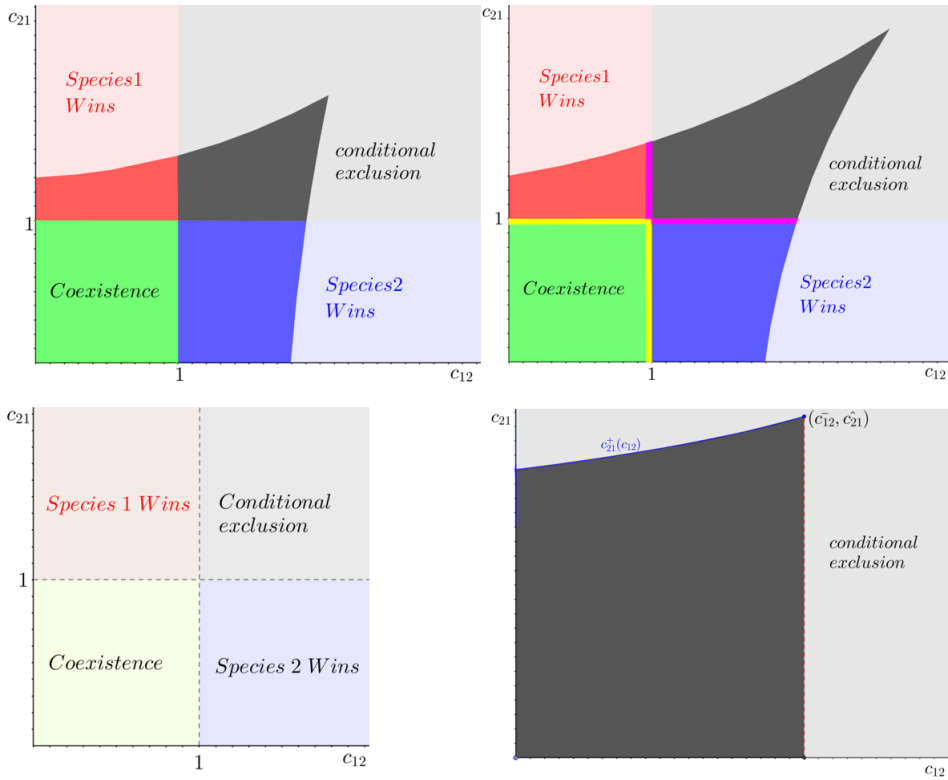 c₂₁
Species1
Wins
conditional
exclusion
1
Coexistence
Species2
Wins
1
c₁₂
c₂₁
Species1
Wins
conditional
exclusion
1
Coexistence
Species2
Wins
1
c₁₂
c₂₁
Species 1 Wins
Conditional
exclusion
1
Coexistence
Species 2 Wins
1
c₁₂
c₂₁
(c̄₁₂, ĉ₂₁)
c₂₁⁺(c₁₂)
conditional
exclusion
c₁₂